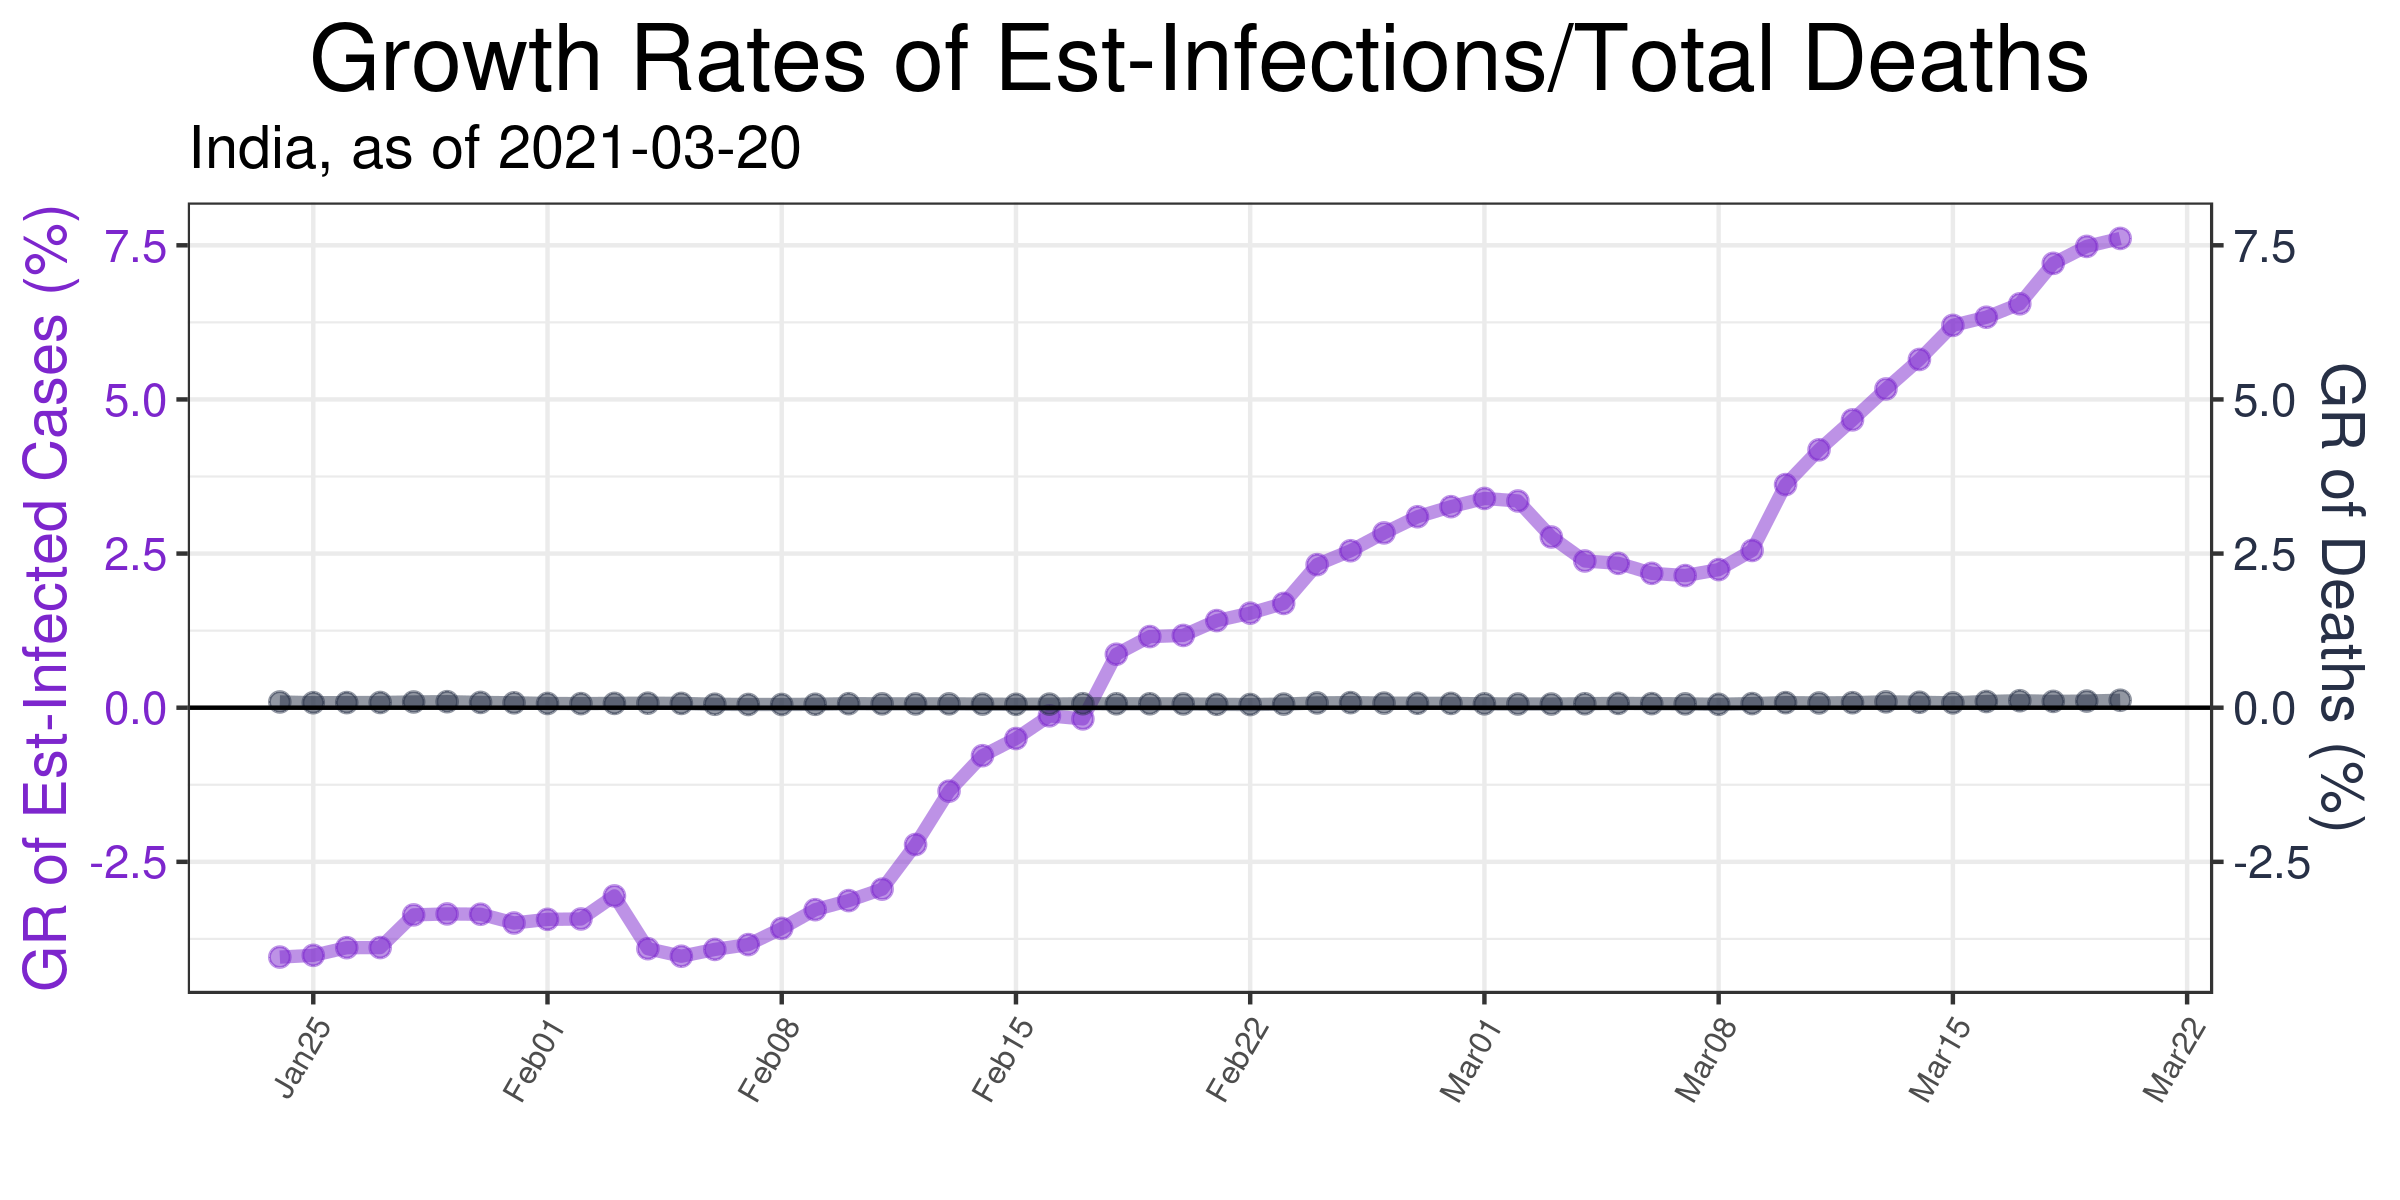 Growth Rates of Est-Infections/Total Deaths
India, as of 2021-03-20
GR of Est-Infected Cases (%)
7.5
5.0
2.5
0.0
-2.5
7.5
5.0
2.5
0.0
-2.5
GR of Deaths (%)
Jan25
Feb01
Feb08
Feb15
Feb22
Mar01
Mar08
Mar15
Mar22